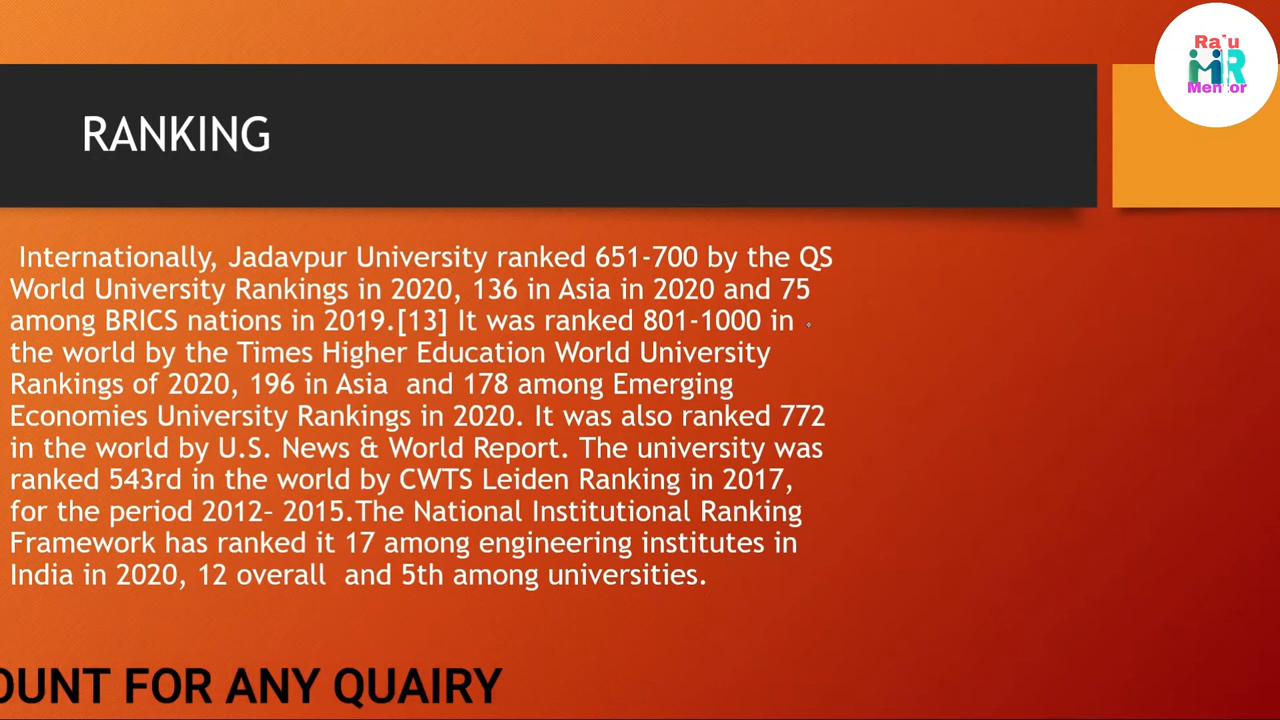 Ra`u
MR
Men or
RANKING
Internationally, Jadavpur University ranked 651-700 by the QS
World University Rankings in 2020, 136 in Asia in 2020 and 75
among BRICS nations in 2019.[13] It was ranked 801-1000 in
the world by the Times Higher Education World University
Rankings of 2020, 196 in Asia  and 178 among Emerging
Economies University Rankings in 2020. It was also ranked 772
in the world by U.S. News & World Report. The university was
ranked 543rd in the world by CWTS Leiden Ranking in 2017,
for the period 2012– 2015.The National Institutional Ranking
Framework has ranked it 17 among engineering institutes in
India in 2020, 12 overall  and 5th among universities.
OUNT FOR ANY QUAIRY